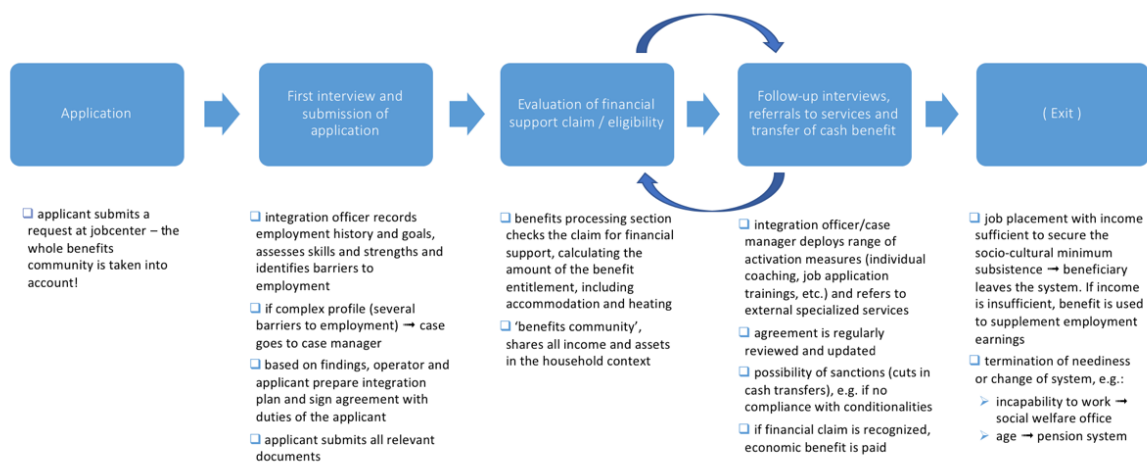 Application
First interview and
submission of
application
Evaluation of financial
support claim / eligibility
Follow-up interviews,
referrals to services and
transfer of cash benefit
( Exit )
❑ applicant submits a
request at jobcenter – the
whole benefits
community is taken into
account!
❑ integration officer records
employment history and goals,
assesses skills and strengths and
identifies barriers to
employment
❑ if complex profile (several
barriers to employment) ➞ case
goes to case manager
❑ based on findings, operator and
applicant prepare integration
plan and sign agreement with
duties of the applicant
❑ applicant submits all relevant
documents
❑ benefits processing section
checks the claim for financial
support, calculating the
amount of the benefit
entitlement, including
accommodation and heating
❑ ‘benefits community’,
shares all income and assets
in the household context
❑ integration officer/case
manager deploys range of
activation measures (individual
coaching, job application
trainings, etc.) and refers to
external specialized services
❑ agreement is regularly
reviewed and updated
❑ possibility of sanctions (cuts in
cash transfers), e.g. if no
compliance with conditionalities
❑ if financial claim is recognized,
economic benefit is paid
❑ job placement with income
sufficient to secure the
socio-cultural minimum
subsistence ➞ beneficiary
leaves the system. If income
is insufficient, benefit is used
to supplement employment
earnings
❑ termination of neediness
or change of system, e.g.:
➢ incapability to work ➞
social welfare office
➢ age ➞ pension system